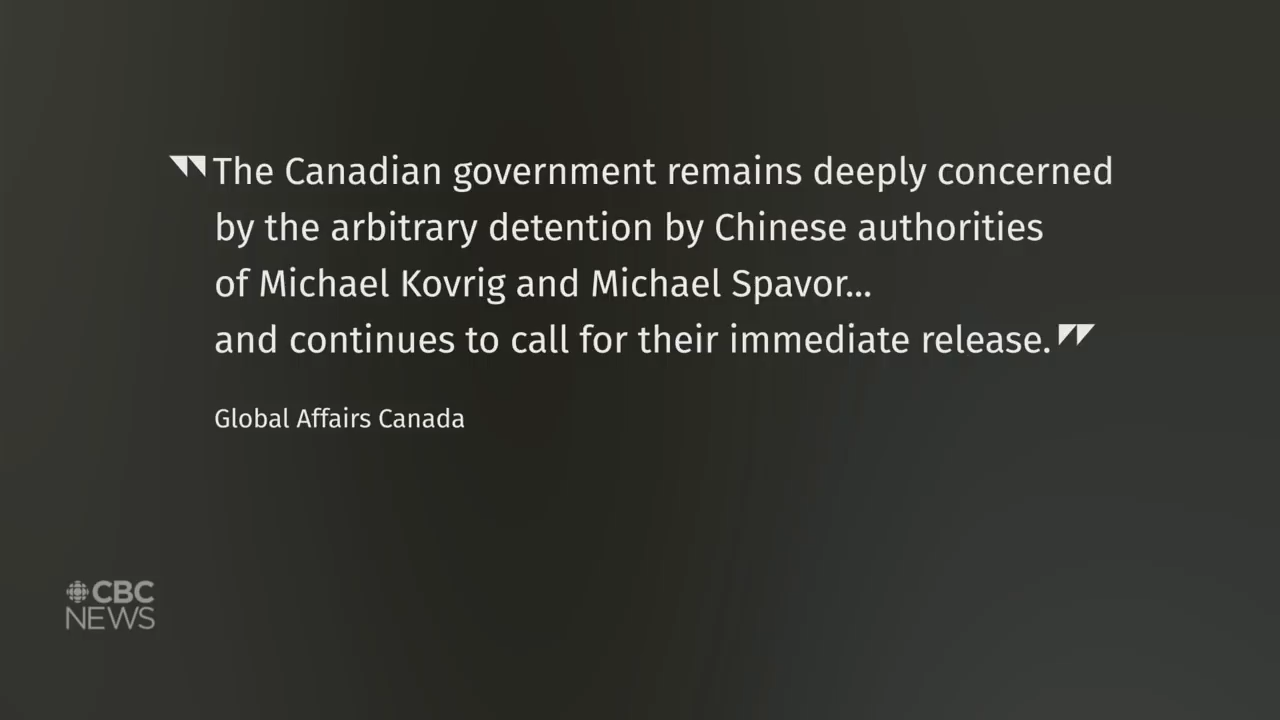 "The Canadian government remains deeply concerned
by the arbitrary detention by Chinese authorities
of Michael Kovrig and Michael Spavor...
and continues to call for their immediate release."
Global Affairs Canada
CBC
NEWS